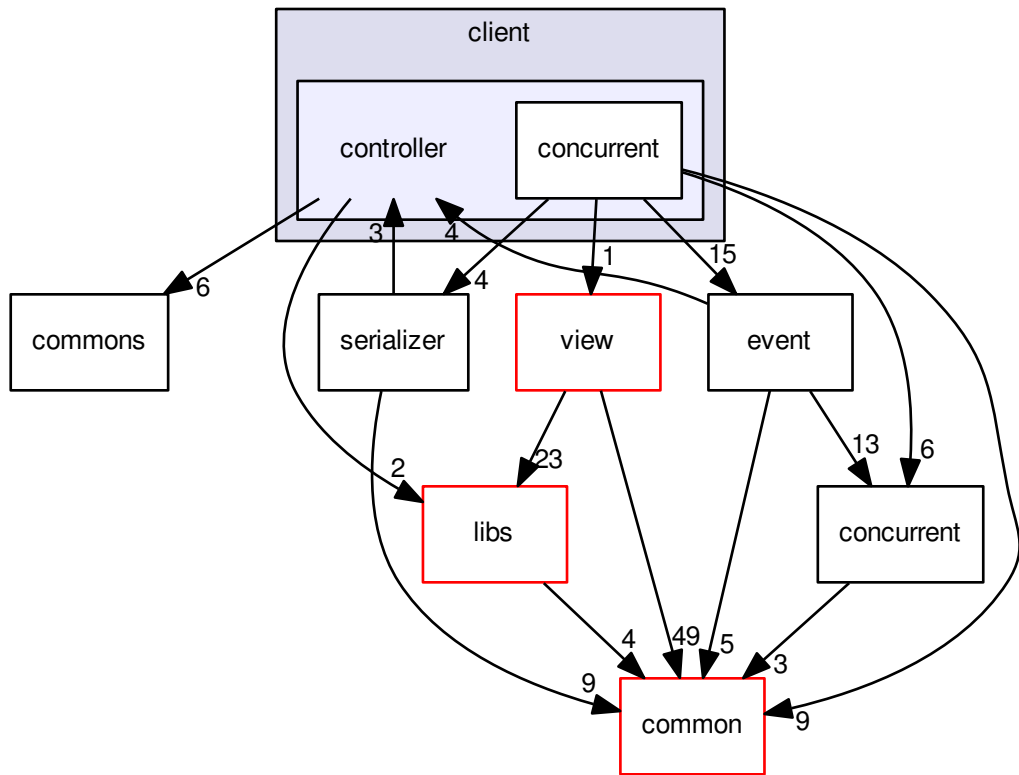 client
controller
concurrent
3
4
6
4
1
15
commons
serializer
view
event
2
23
13
6
libs
concurrent
4
49
5
3
9
9
common